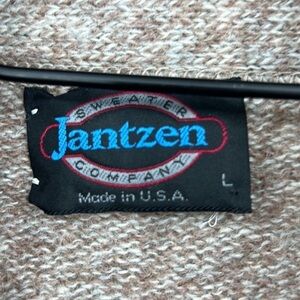 SWEATER
Jantzen
COMPANY
L
Made in U.S.A.